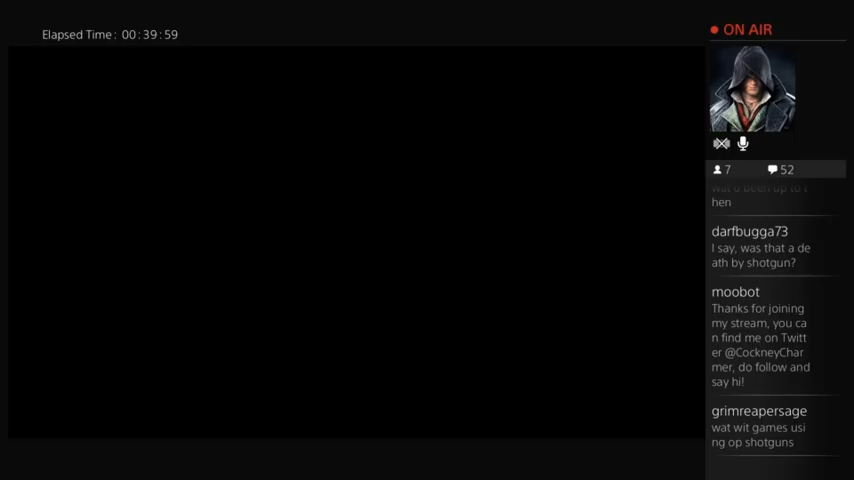 Elapsed Time: 00:39:59
ON AIR
7 52
hen
darfbugga73
I say, was that a de
ath by shotgun?
moobot
Thanks for joining
my stream, you ca
n find me on Twitt
er @CockneyChar
mer, do follow and
say hi!
grimreapersage
wat wit games usi
ng op shotguns